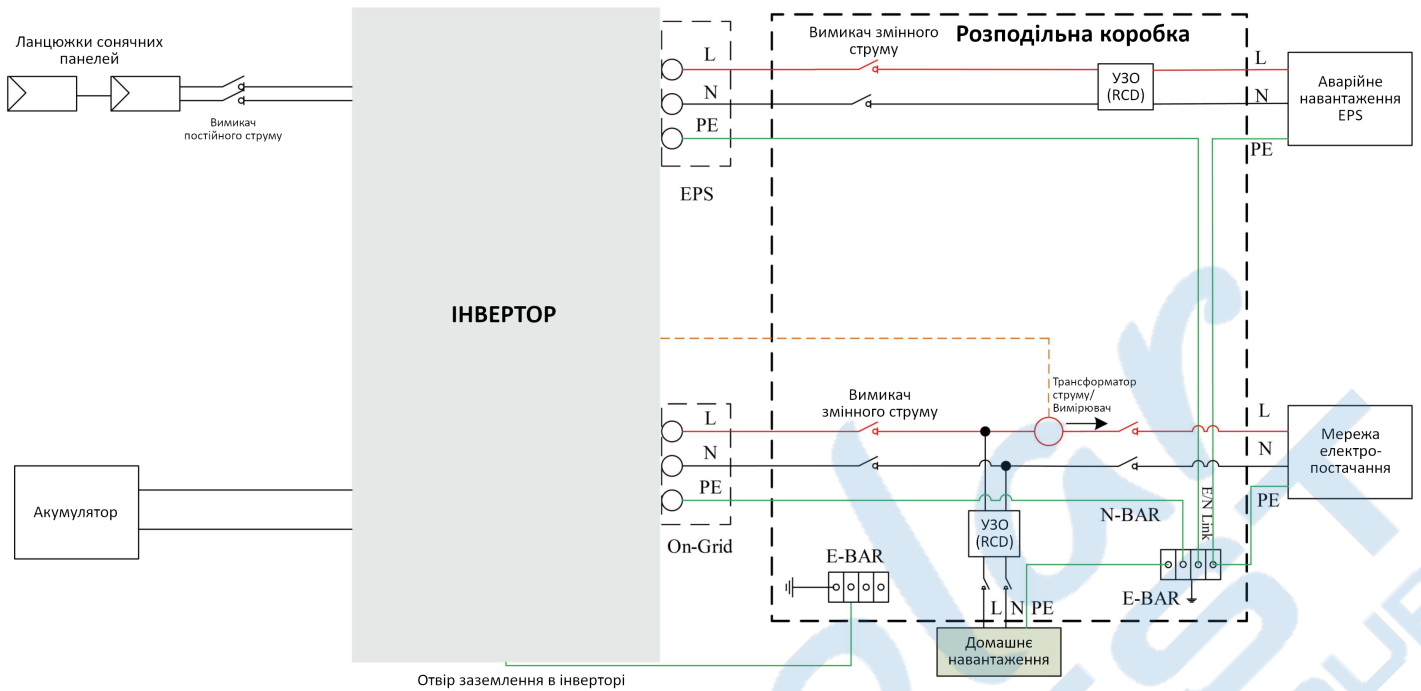 Ланцюжки сонячних
панелей
Вимикач
постійного струму
ІНВЕРТОР
Акумулятор
L
N
PE
EPS
Вимикач змінного
струму
Розподільна коробка
УЗО
(RCD)
L
N
PE
Аварійне
навантаження
EPS
L
N
PE
On-Grid
Вимикач
змінного струму
Трансформатор
струму/
Вимірювач
L
N
PE
Мережа
електро-
постачання
N-BAR
E/N Link
УЗО
(RCD)
E-BAR
E-BAR
L N PE
Домашнє
навантаження
Отвір заземлення в інверторі